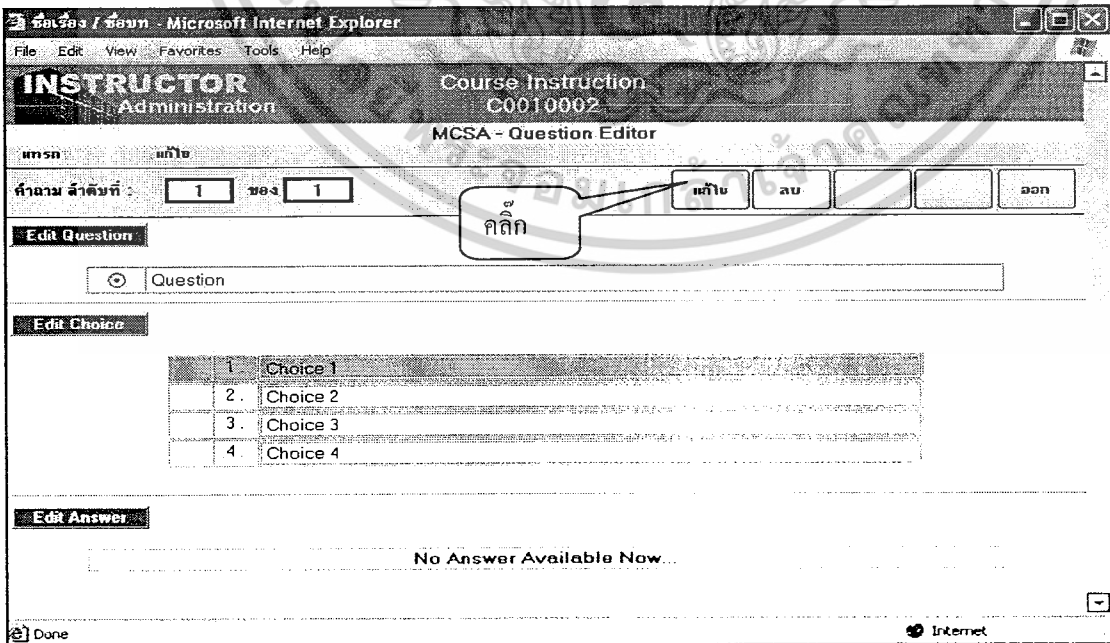 ชื่อเรื่อง / ชื่อบท - Microsoft Internet Explorer
File Edit View Favorites Tools Help
INSTRUCTOR
Administration
Course Instruction
C0010002
MCSA - Question Editor
แทรก แก้ไข
คำถาม ลำดับที่ : 1 ของ 1 แก้ไข ลบ ออก
คลิ๊ก
Edit Question
Question
Edit Choice
1. Choice 1
2. Choice 2
3. Choice 3
4. Choice 4
Edit Answer
No Answer Available Now...
Done Internet